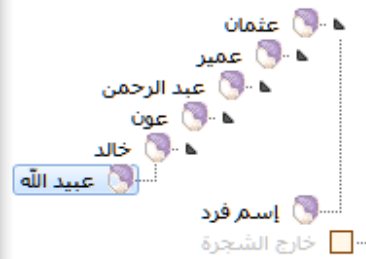 عثمان
عمير
عبد الرحمن
عون
خالد
عبيد الله
إسم فرد
خارج الشجرة